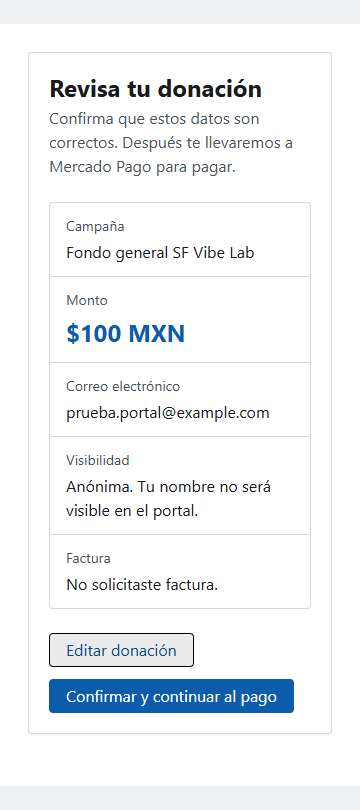 Revisa tu donación
Confirma que estos datos son
correctos. Después te llevaremos a
Mercado Pago para pagar.
Campaña
Fondo general SF Vibe Lab
Monto
$100 MXN
Correo electrónico
prueba.portal@example.com
Visibilidad
Anónima. Tu nombre no será
visible en el portal.
Factura
No solicitaste factura.
Editar donación
Confirmar y continuar al pago